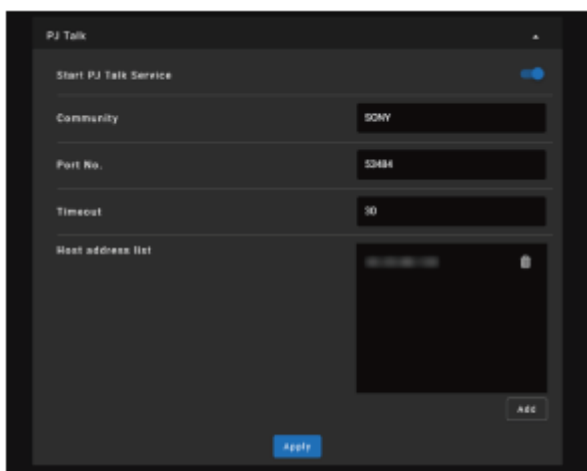 PJ Talk
Start PJ Talk Service
Community
SONY
Port No.
53484
Timeout
30
Host address list
Add
Apply